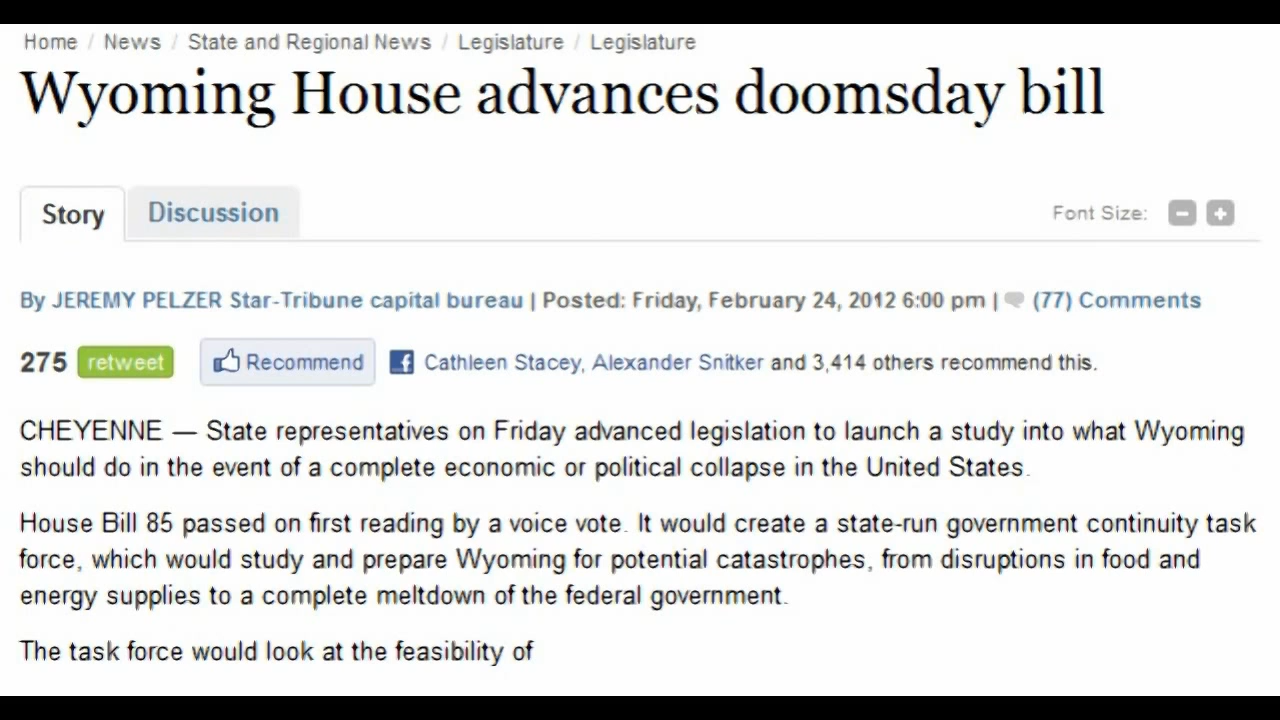 Home / News / State and Regional News / Legislature / Legislature
Wyoming House advances doomsday bill
Story Discussion Font Size: - +
By JEREMY PELZER Star-Tribune capital bureau | Posted: Friday, February 24, 2012 6:00 pm | (77) Comments
275 retweet Recommend f Cathleen Stacey, Alexander Snitker and 3,414 others recommend this.
CHEYENNE — State representatives on Friday advanced legislation to launch a study into what Wyoming
should do in the event of a complete economic or political collapse in the United States.
House Bill 85 passed on first reading by a voice vote. It would create a state-run government continuity task
force, which would study and prepare Wyoming for potential catastrophes, from disruptions in food and
energy supplies to a complete meltdown of the federal government.
The task force would look at the feasibility of